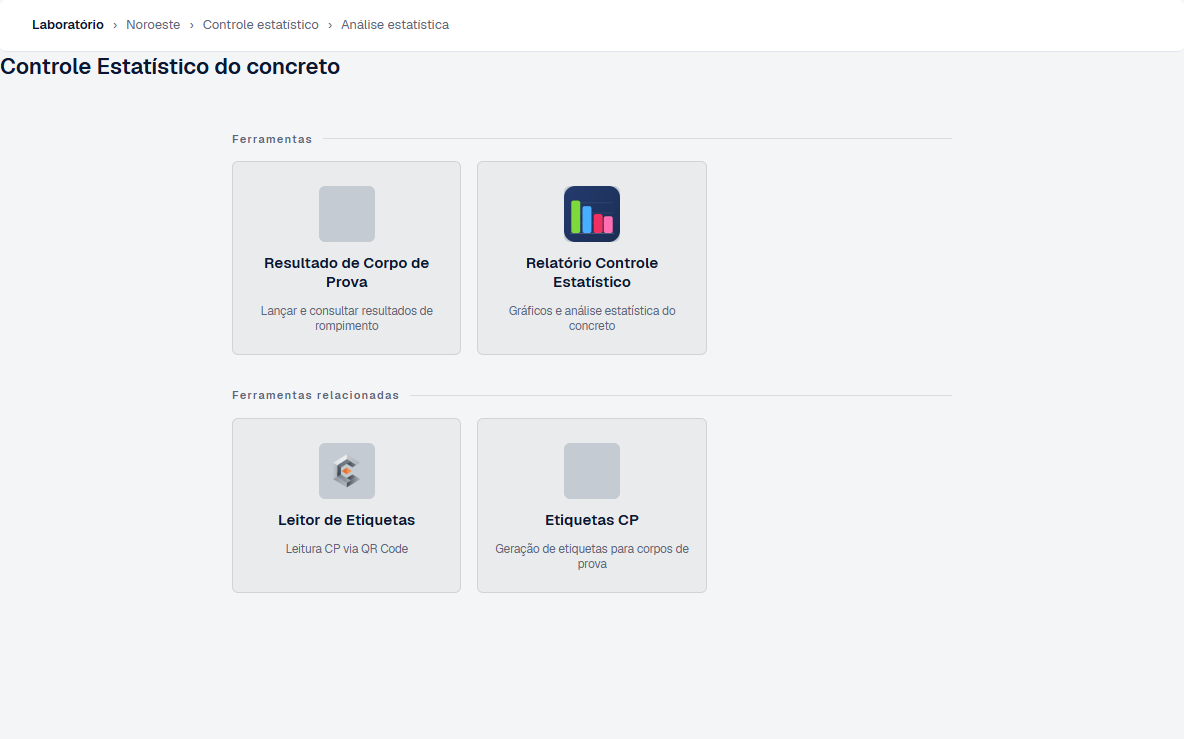 Laboratório › Noroeste › Controle estatístico › Análise estatística
Controle Estatístico do concreto
Ferramentas
Resultado de Corpo de
Prova
Lançar e consultar resultados de
rompimento
Relatório Controle
Estatístico
Gráficos e análise estatística do
concreto
Ferramentas relacionadas
Leitor de Etiquetas
Leitura CP via QR Code
Etiquetas CP
Geração de etiquetas para corpos de
prova